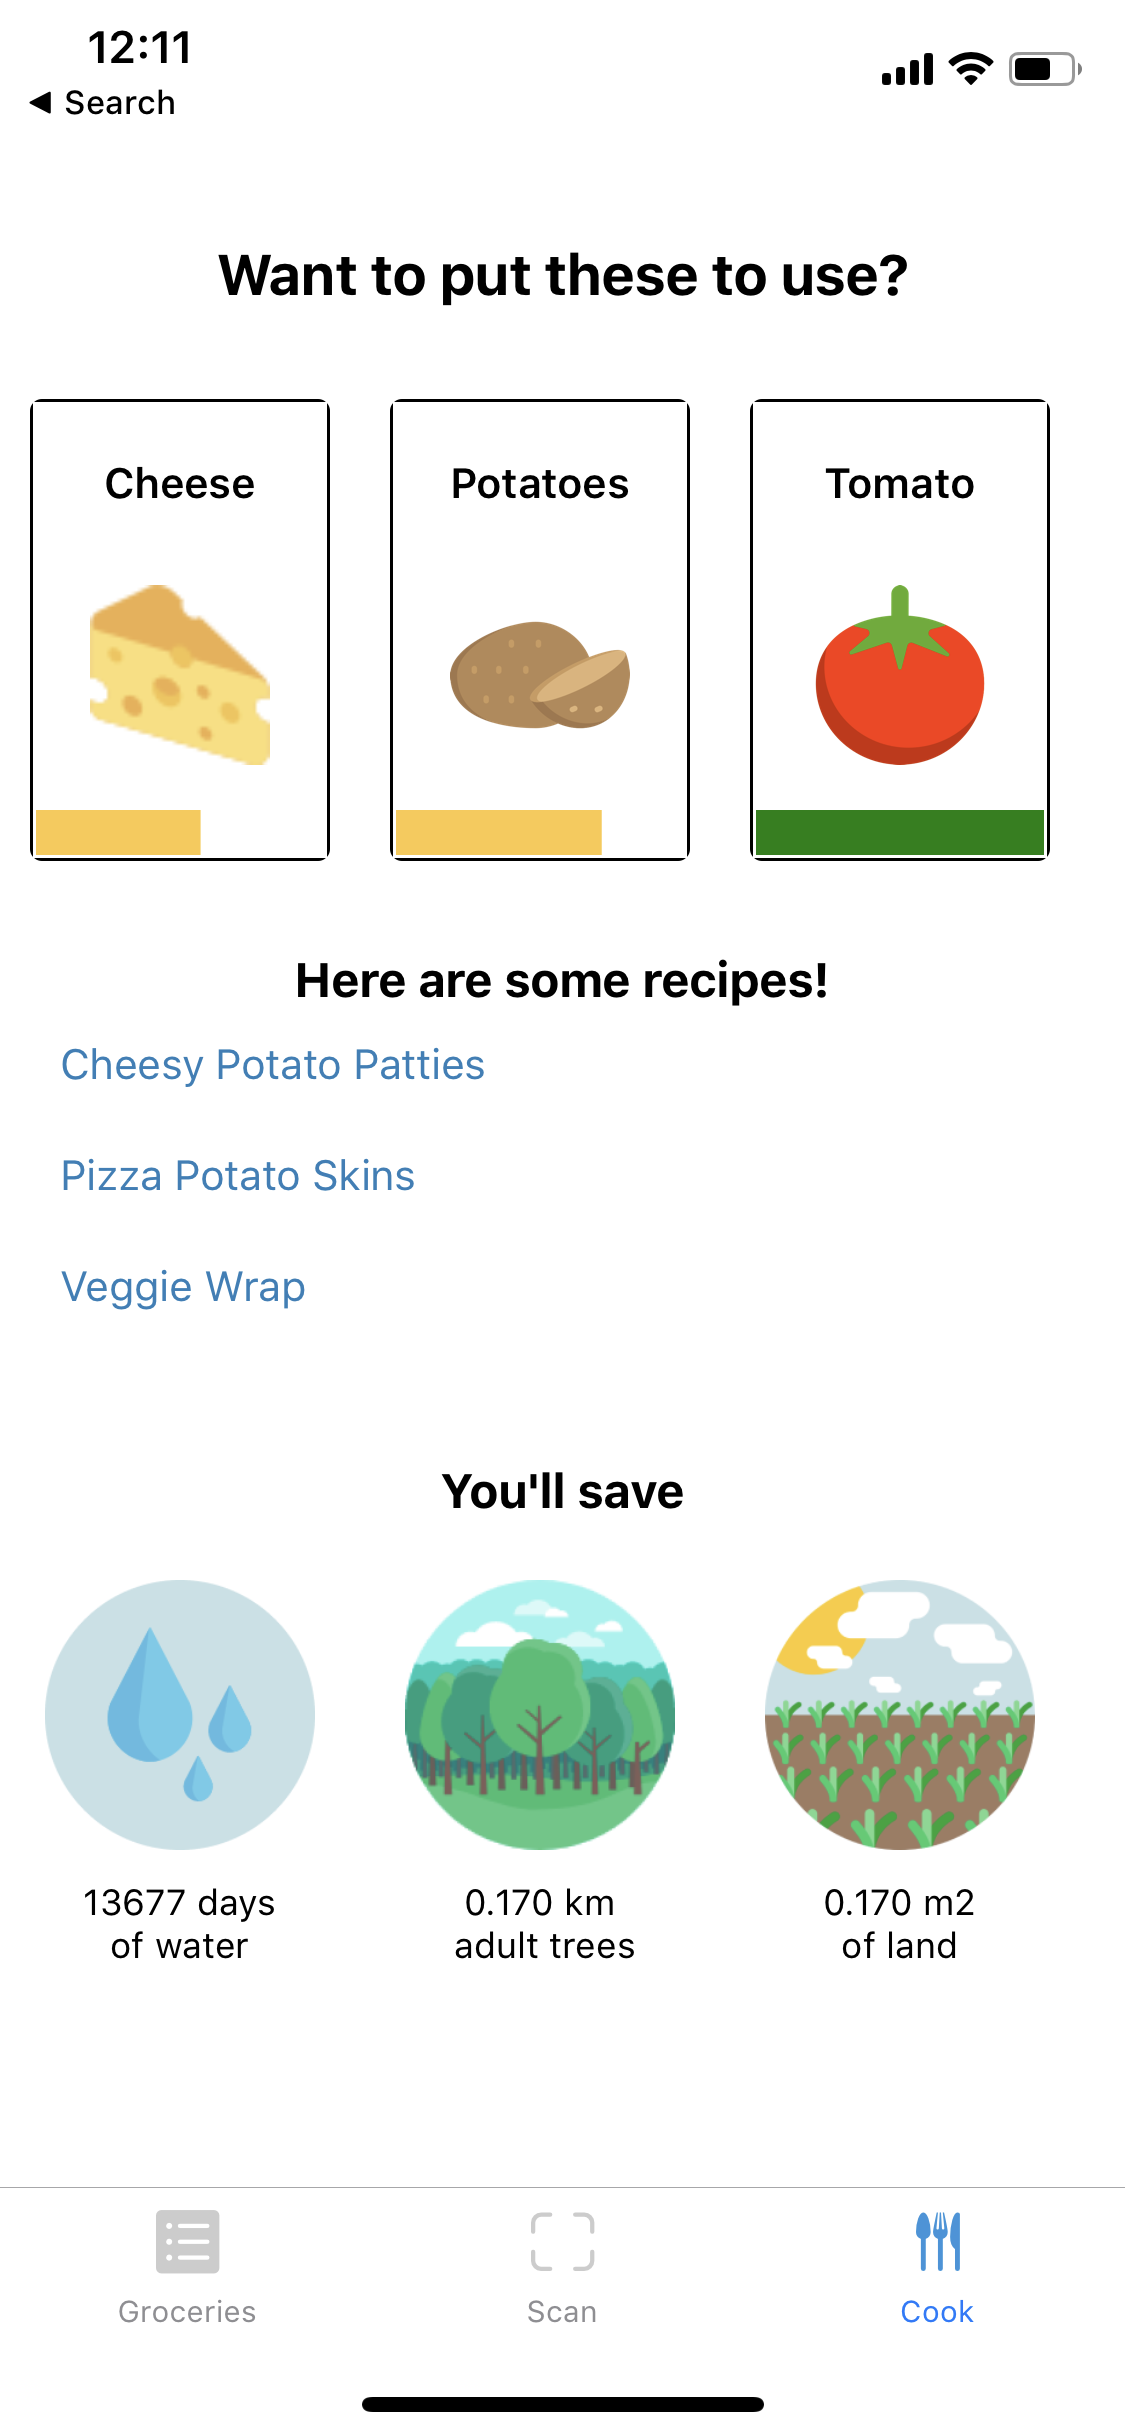 12:11
◀ Search
Want to put these to use?
Cheese
Potatoes
Tomato
Here are some recipes!
Cheesy Potato Patties
Pizza Potato Skins
Veggie Wrap
You'll save
13677 days
of water
0.170 km
adult trees
0.170 m2
of land
Groceries
Scan
Cook